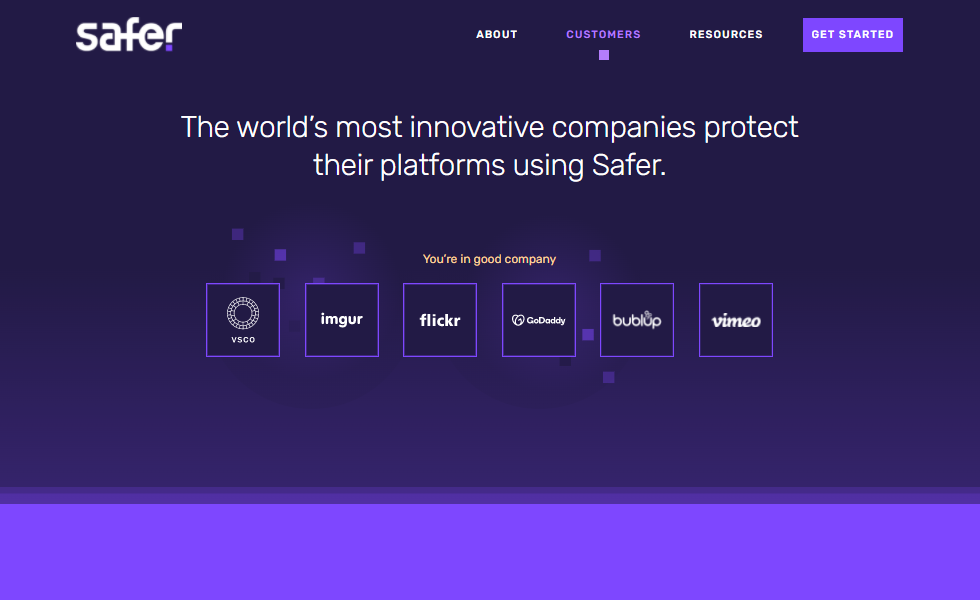 safer
ABOUT
CUSTOMERS
RESOURCES
GET STARTED
The world’s most innovative companies protect
their platforms using Safer.
You’re in good company
VSCO
imgur
flickr
GoDaddy
bublup
vimeo